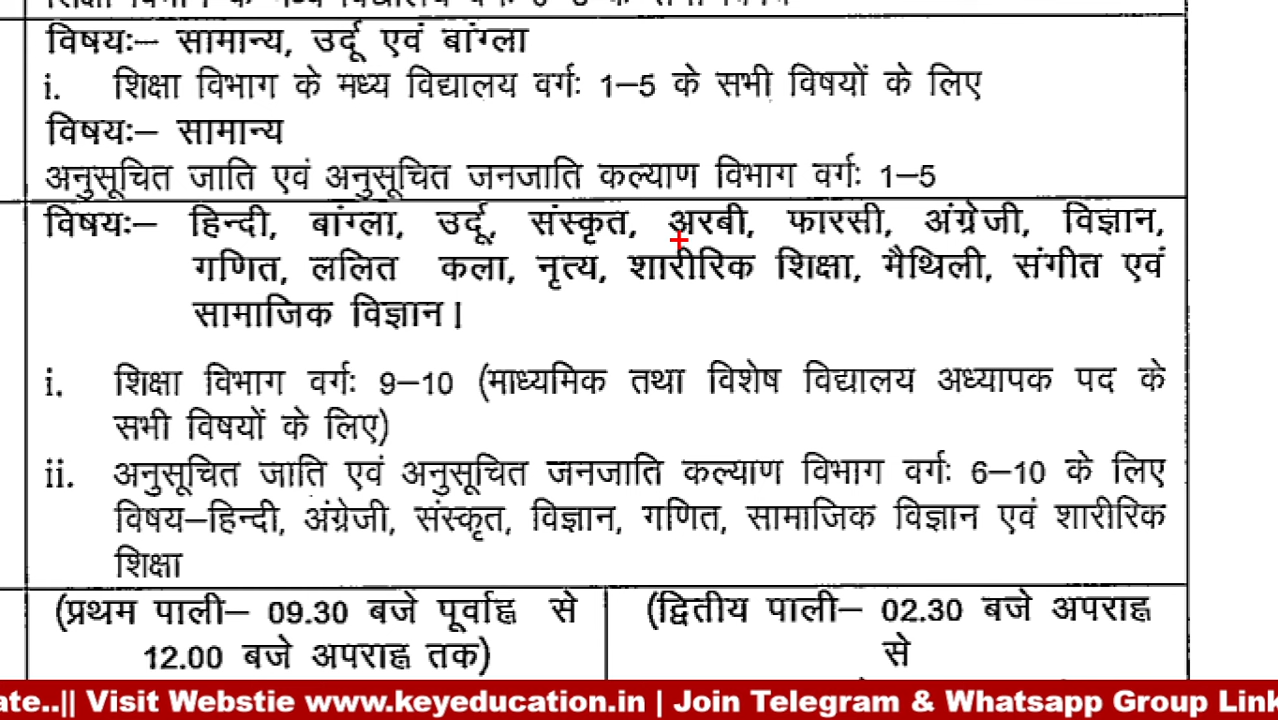 विषयः– सामान्य, उर्दू एवं बांग्ला
i. शिक्षा विभाग के मध्य विद्यालय वर्गः 1–5 के सभी विषयों के लिए
विषयः– सामान्य
अनुसूचित जाति एवं अनुसूचित जनजाति कल्याण विभाग वर्गः 1–5
विषयः– हिन्दी, बांग्ला, उर्दू, संस्कृत, अरबी, फारसी, अंग्रेजी, विज्ञान,
गणित, ललित कला, नृत्य, शारीरिक शिक्षा, मैथिली, संगीत एवं
सामाजिक विज्ञान।
i. शिक्षा विभाग वर्गः 9–10 (माध्यमिक तथा विशेष विद्यालय अध्यापक पद के
सभी विषयों के लिए)
ii. अनुसूचित जाति एवं अनुसूचित जनजाति कल्याण विभाग वर्गः 6–10 के लिए
विषय–हिन्दी, अंग्रेजी, संस्कृत, विज्ञान, गणित, सामाजिक विज्ञान एवं शारीरिक
शिक्षा
(प्रथम पाली– 09.30 बजे पूर्वाह्न से
12.00 बजे अपराह्न तक)
(द्वितीय पाली– 02.30 बजे अपराह्न
से
ate..|| Visit Webstie www.keyeducation.in | Join Telegram & Whatsapp Group Link